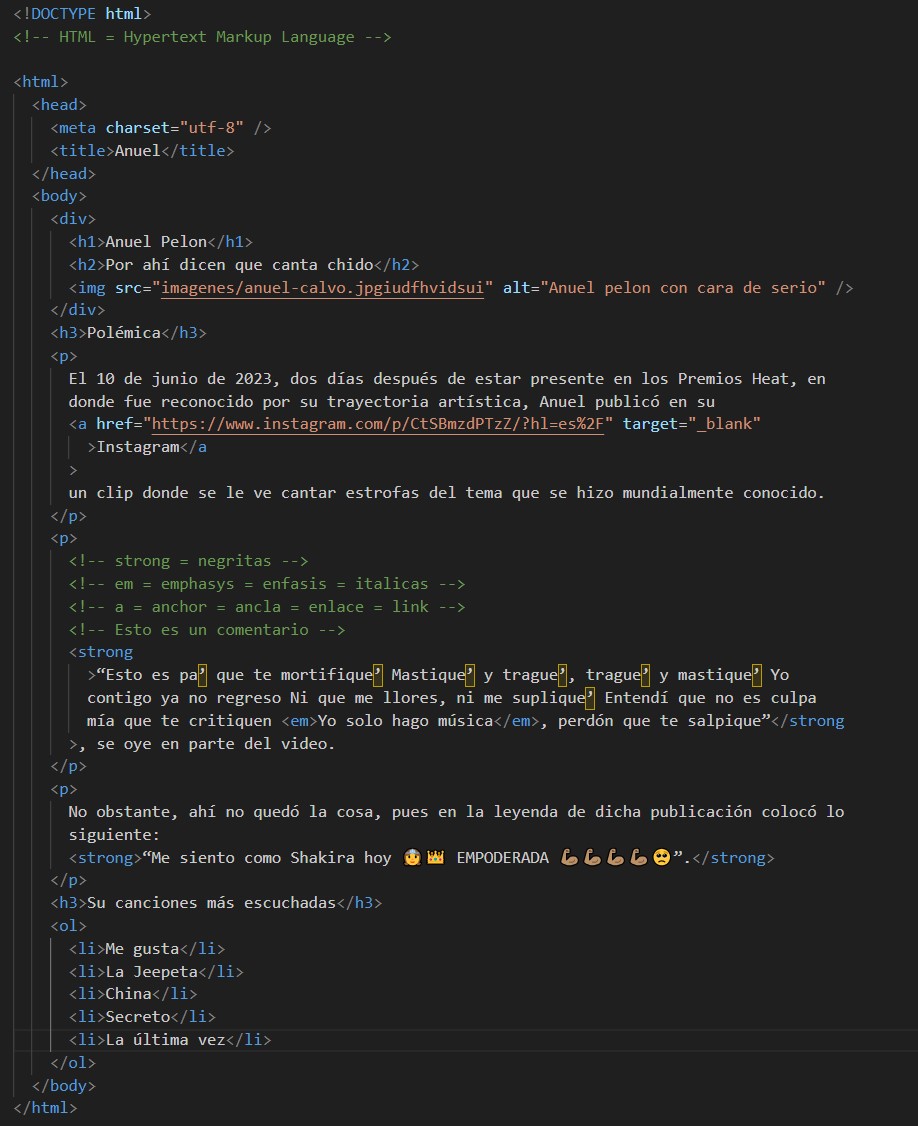 <!DOCTYPE html>
<!-- HTML = Hypertext Markup Language -->
<html>
<head>
<meta charset="utf-8" />
<title>Anuel</title>
</head>
<body>
<div>
<h1>Anuel Pelon</h1>
<h2>Por ahí dicen que canta chido</h2>
<img src="imagenes/anuel-calvo.jpgiudfhvidsui" alt="Anuel pelon con cara de serio" />
</div>
<h3>Polémica</h3>
<p>
El 10 de junio de 2023, dos días después de estar presente en los Premios Heat, en
donde fue reconocido por su trayectoria artística, Anuel publicó en su
<a href="https://www.instagram.com/p/CtSBmzdPTzZ/?hl=es%2F" target="_blank"
>Instagram</a
>
un clip donde se le ve cantar estrofas del tema que se hizo mundialmente conocido.
</p>
<p>
<!-- strong = negritas -->
<!-- em = emphasys = enfasis = italicas -->
<!-- a = anchor = ancla = enlace = link -->
<!-- Esto es un comentario -->
<strong
>“Esto es pa’ que te mortifique’ Mastique’ y trague’, trague’ y mastique’ Yo
contigo ya no regreso Ni que me llores, ni me suplique’ Entendí que no es culpa
mía que te critiquen <em>Yo solo hago música</em>, perdón que te salpique”</strong
>, se oye en parte del video.
</p>
<p>
No obstante, ahí no quedó la cosa, pues en la leyenda de dicha publicación colocó lo
siguiente:
<strong>“Me siento como Shakira hoy 👰👑 EMPODERADA 💪🏽💪🏽💪🏽💪🏽🥺”.</strong>
</p>
<h3>Su canciones más escuchadas</h3>
<ol>
<li>Me gusta</li>
<li>La Jeepeta</li>
<li>China</li>
<li>Secreto</li>
<li>La última vez</li>
</ol>
</body>
</html>